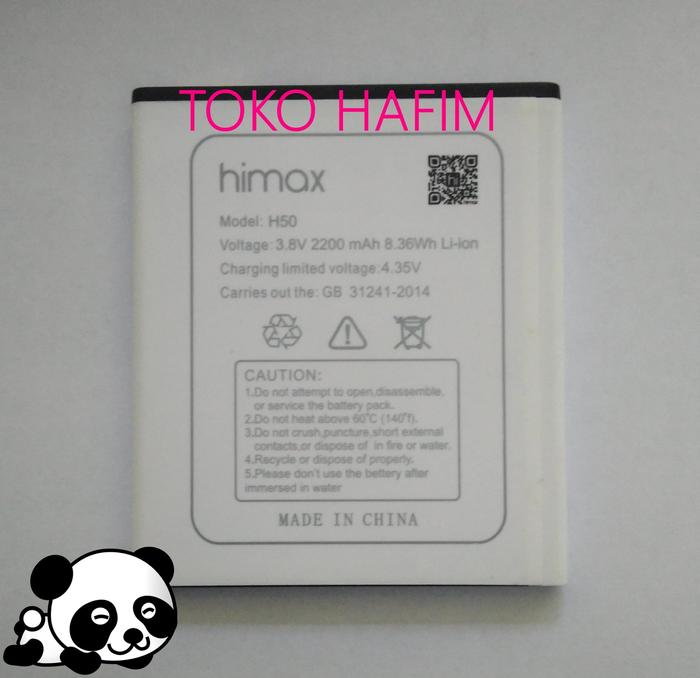 TOKO HAFIM
himax
Model: H50
Voltage:3.8V 2200 mAh 8.36Wh Li-ion
Charging limited voltage:4.35V
Carries out the: GB 31241-2014
CAUTION:
1.Do not attempt to open,disassemble,
or service the battery pack.
2.Do not heat above 60°C (140°f).
3.Do not crush,puncture,short external
contacts,or dispose of in fire or water.
4.Recycle or dispose of properly.
5.Please don't use the battery after
immersed in water
MADE IN CHINA